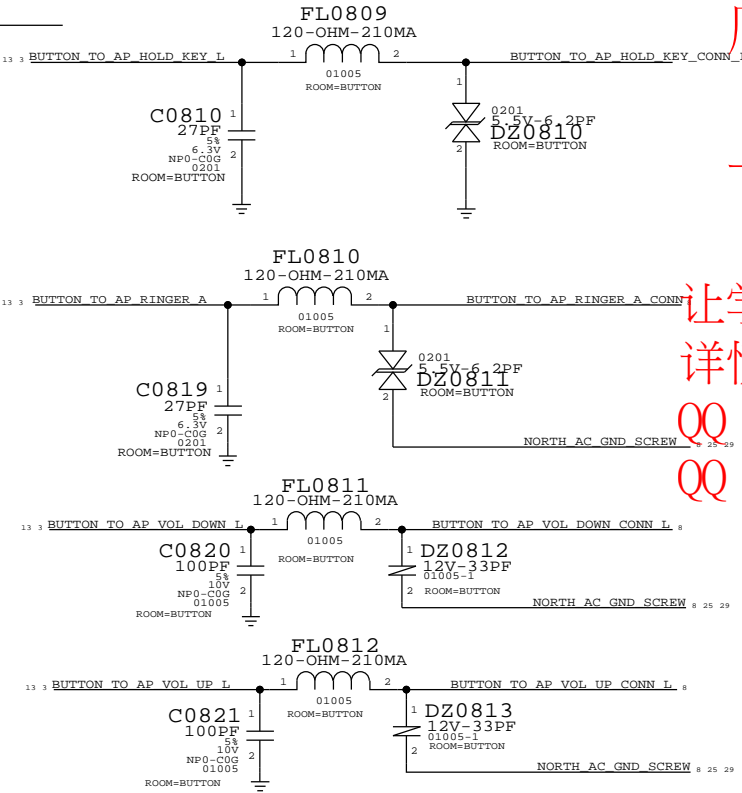 FL0809
120-OHM-210MA
13 3 BUTTON_TO_AP_HOLD_KEY_L 1 2 BUTTON_TO_AP_HOLD_KEY_CONN_
01005
ROOM=BUTTON
1
C0810 1
27PF
5%
6.3V
NP0-C0G 2
0201
ROOM=BUTTON
0201
5.5V-6.2PF
DZ0810
2 ROOM=BUTTON
FL0810
120-OHM-210MA
13 3 BUTTON_TO_AP_RINGER_A 1 2 BUTTON_TO_AP_RINGER_A_CONN 8
01005
ROOM=BUTTON
1
0201
5.5V-6.2PF
DZ0811
2 ROOM=BUTTON
C0819 1
27PF
5%
6.3V
NP0-C0G 2
0201
ROOM=BUTTON
NORTH_AC_GND_SCREW 8 25 29
让
QQ
QQ
FL0811
120-OHM-210MA
13 3 BUTTON_TO_AP_VOL_DOWN_L 1 2 BUTTON_TO_AP_VOL_DOWN_CONN_L 8
01005
ROOM=BUTTON
C0820 1
100PF
5%
10V
NP0-C0G 2
01005
ROOM=BUTTON
1 DZ0812
12V-33PF
01005-1
2 ROOM=BUTTON
NORTH_AC_GND_SCREW 8 25 29
FL0812
120-OHM-210MA
13 3 BUTTON_TO_AP_VOL_UP_L 1 2 BUTTON_TO_AP_VOL_UP_CONN_L 8
01005
ROOM=BUTTON
C0821 1
100PF
5%
10V
NP0-C0G 2
01005
ROOM=BUTTON
1 DZ0813
12V-33PF
01005-1
2 ROOM=BUTTON
NORTH_AC_GND_SCREW 8 25 29